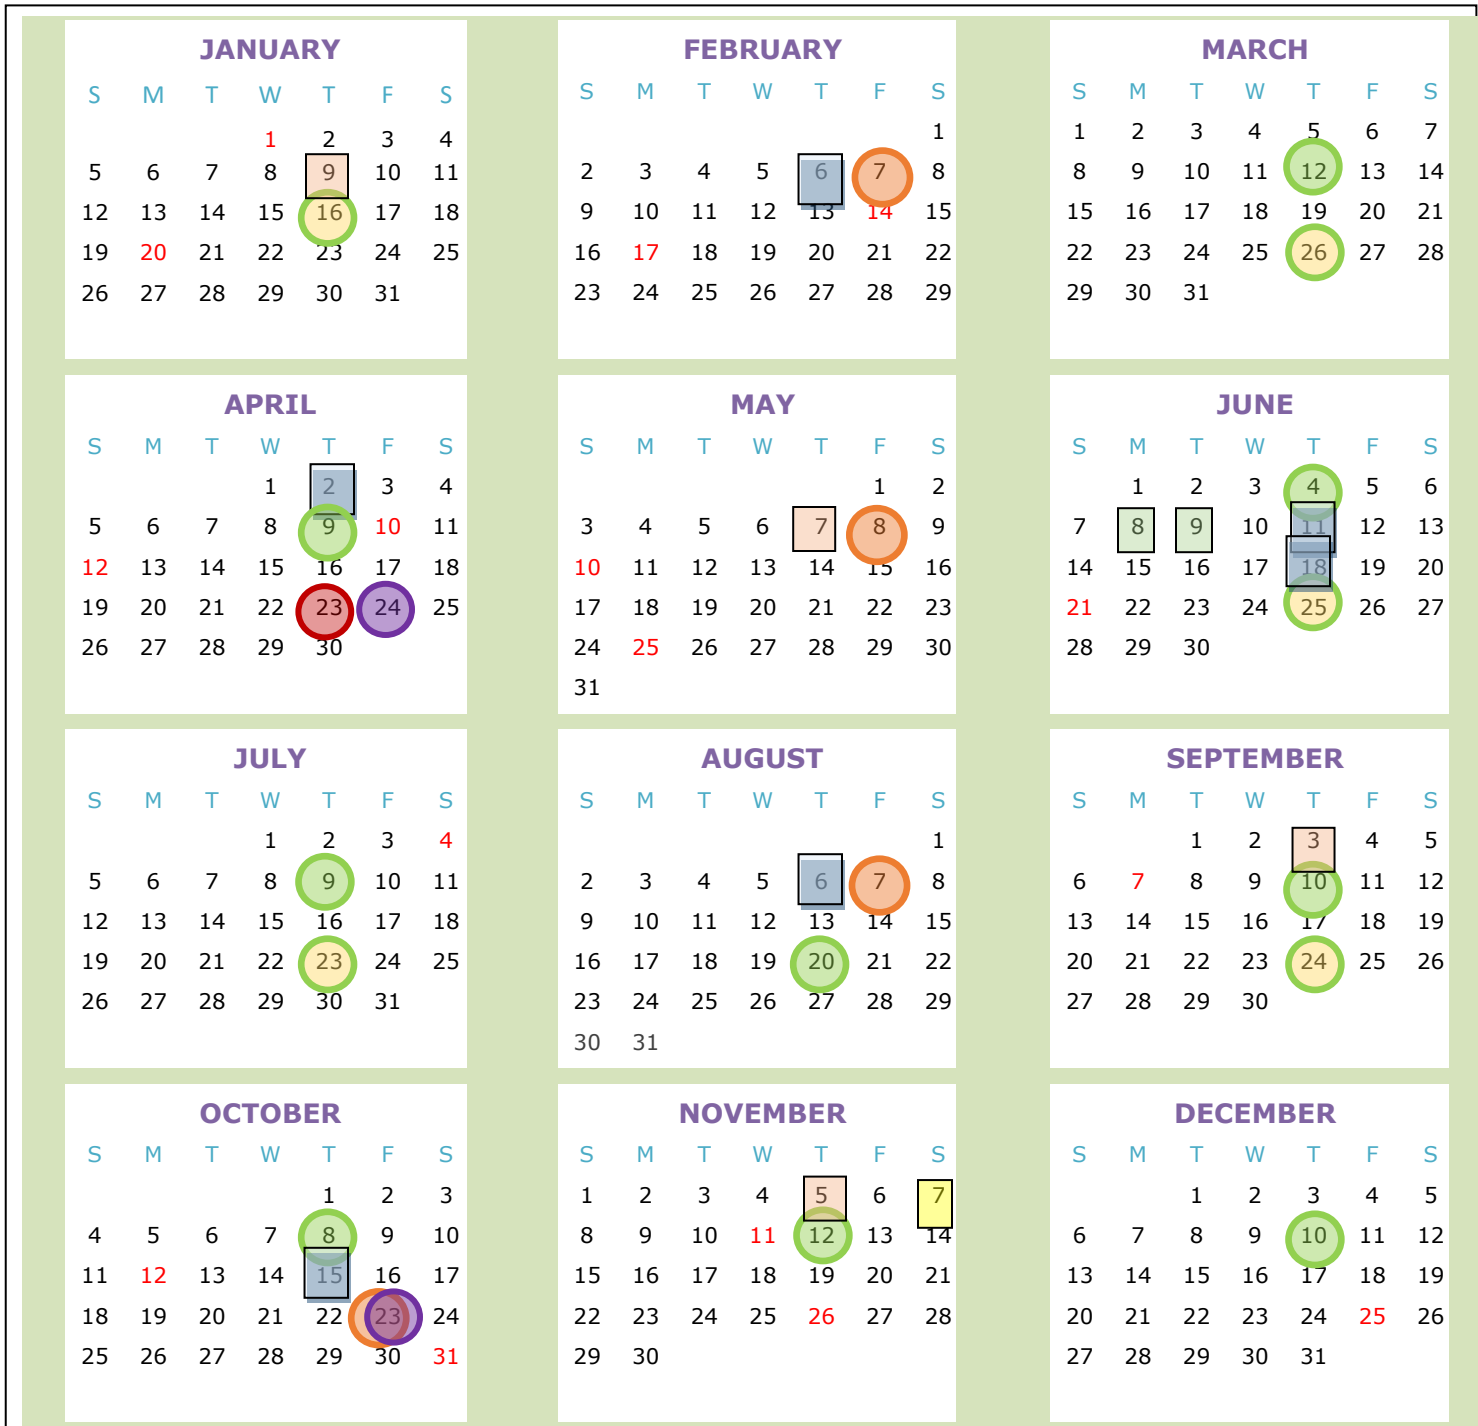 JANUARY
S M T W T F S
1 2 3 4
5 6 7 8 9 10 11
12 13 14 15 16 17 18
19 20 21 22 23 24 25
26 27 28 29 30 31
FEBRUARY
S M T W T F S
1
2 3 4 5 6 7 8
9 10 11 12 13 14 15
16 17 18 19 20 21 22
23 24 25 26 27 28 29
MARCH
S M T W T F S
1 2 3 4 5 6 7
8 9 10 11 12 13 14
15 16 17 18 19 20 21
22 23 24 25 26 27 28
29 30 31
APRIL
S M T W T F S
1 2 3 4
5 6 7 8 9 10 11
12 13 14 15 16 17 18
19 20 21 22 23 24 25
26 27 28 29 30
MAY
S M T W T F S
1 2
3 4 5 6 7 8 9
10 11 12 13 14 15 16
17 18 19 20 21 22 23
24 25 26 27 28 29 30
31
JUNE
S M T W T F S
1 2 3 4 5 6
7 8 9 10 11 12 13
14 15 16 17 18 19 20
21 22 23 24 25 26 27
28 29 30
JULY
S M T W T F S
1 2 3 4
5 6 7 8 9 10 11
12 13 14 15 16 17 18
19 20 21 22 23 24 25
26 27 28 29 30 31
AUGUST
S M T W T F S
1
2 3 4 5 6 7 8
9 10 11 12 13 14 15
16 17 18 19 20 21 22
23 24 25 26 27 28 29
30 31
SEPTEMBER
S M T W T F S
1 2 3 4 5
6 7 8 9 10 11 12
13 14 15 16 17 18 19
20 21 22 23 24 25 26
27 28 29 30
OCTOBER
S M T W T F S
1 2 3
4 5 6 7 8 9 10
11 12 13 14 15 16 17
18 19 20 21 22 23 24
25 26 27 28 29 30 31
NOVEMBER
S M T W T F S
1 2 3 4 5 6 7
8 9 10 11 12 13 14
15 16 17 18 19 20 21
22 23 24 25 26 27 28
29 30
DECEMBER
S M T W T F S
1 2 3 4 5
6 7 8 9 10 11 12
13 14 15 16 17 18 19
20 21 22 23 24 25 26
27 28 29 30 31